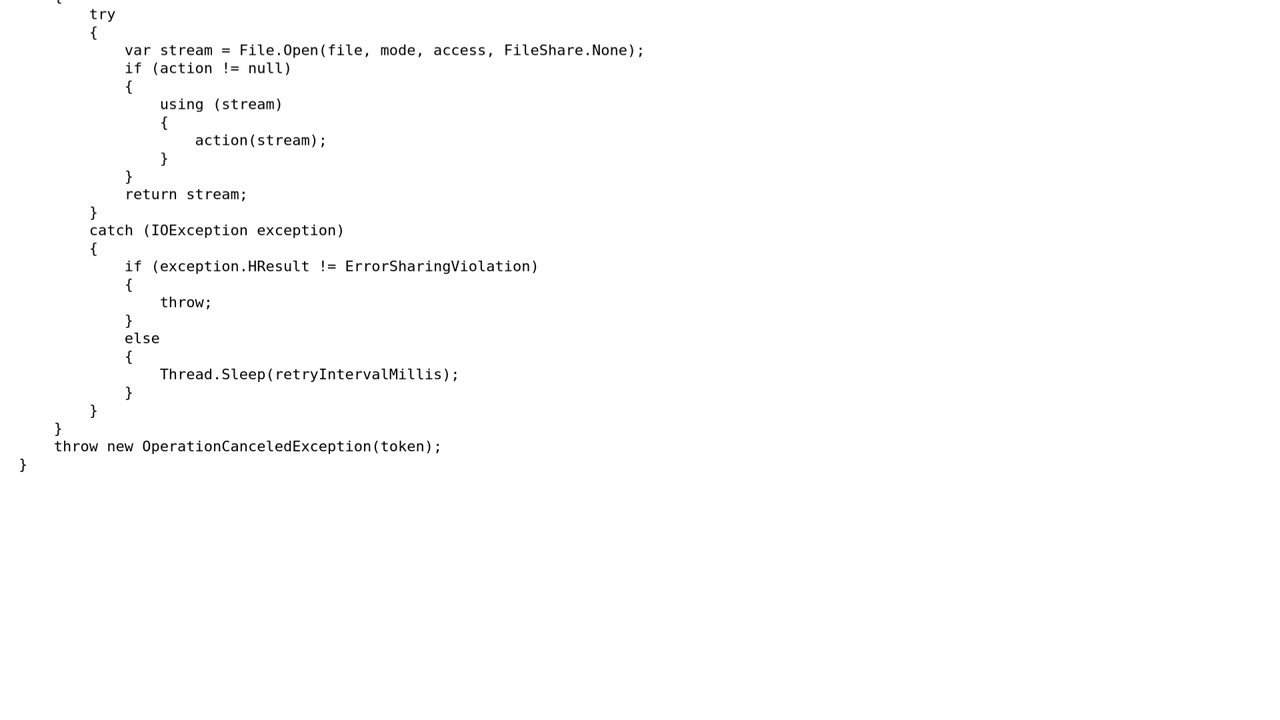 {
try
{
var stream = File.Open(file, mode, access, FileShare.None);
if (action != null)
{
using (stream)
{
action(stream);
}
}
return stream;
}
catch (IOException exception)
{
if (exception.HResult != ErrorSharingViolation)
{
throw;
}
else
{
Thread.Sleep(retryIntervalMillis);
}
}
}
throw new OperationCanceledException(token);
}